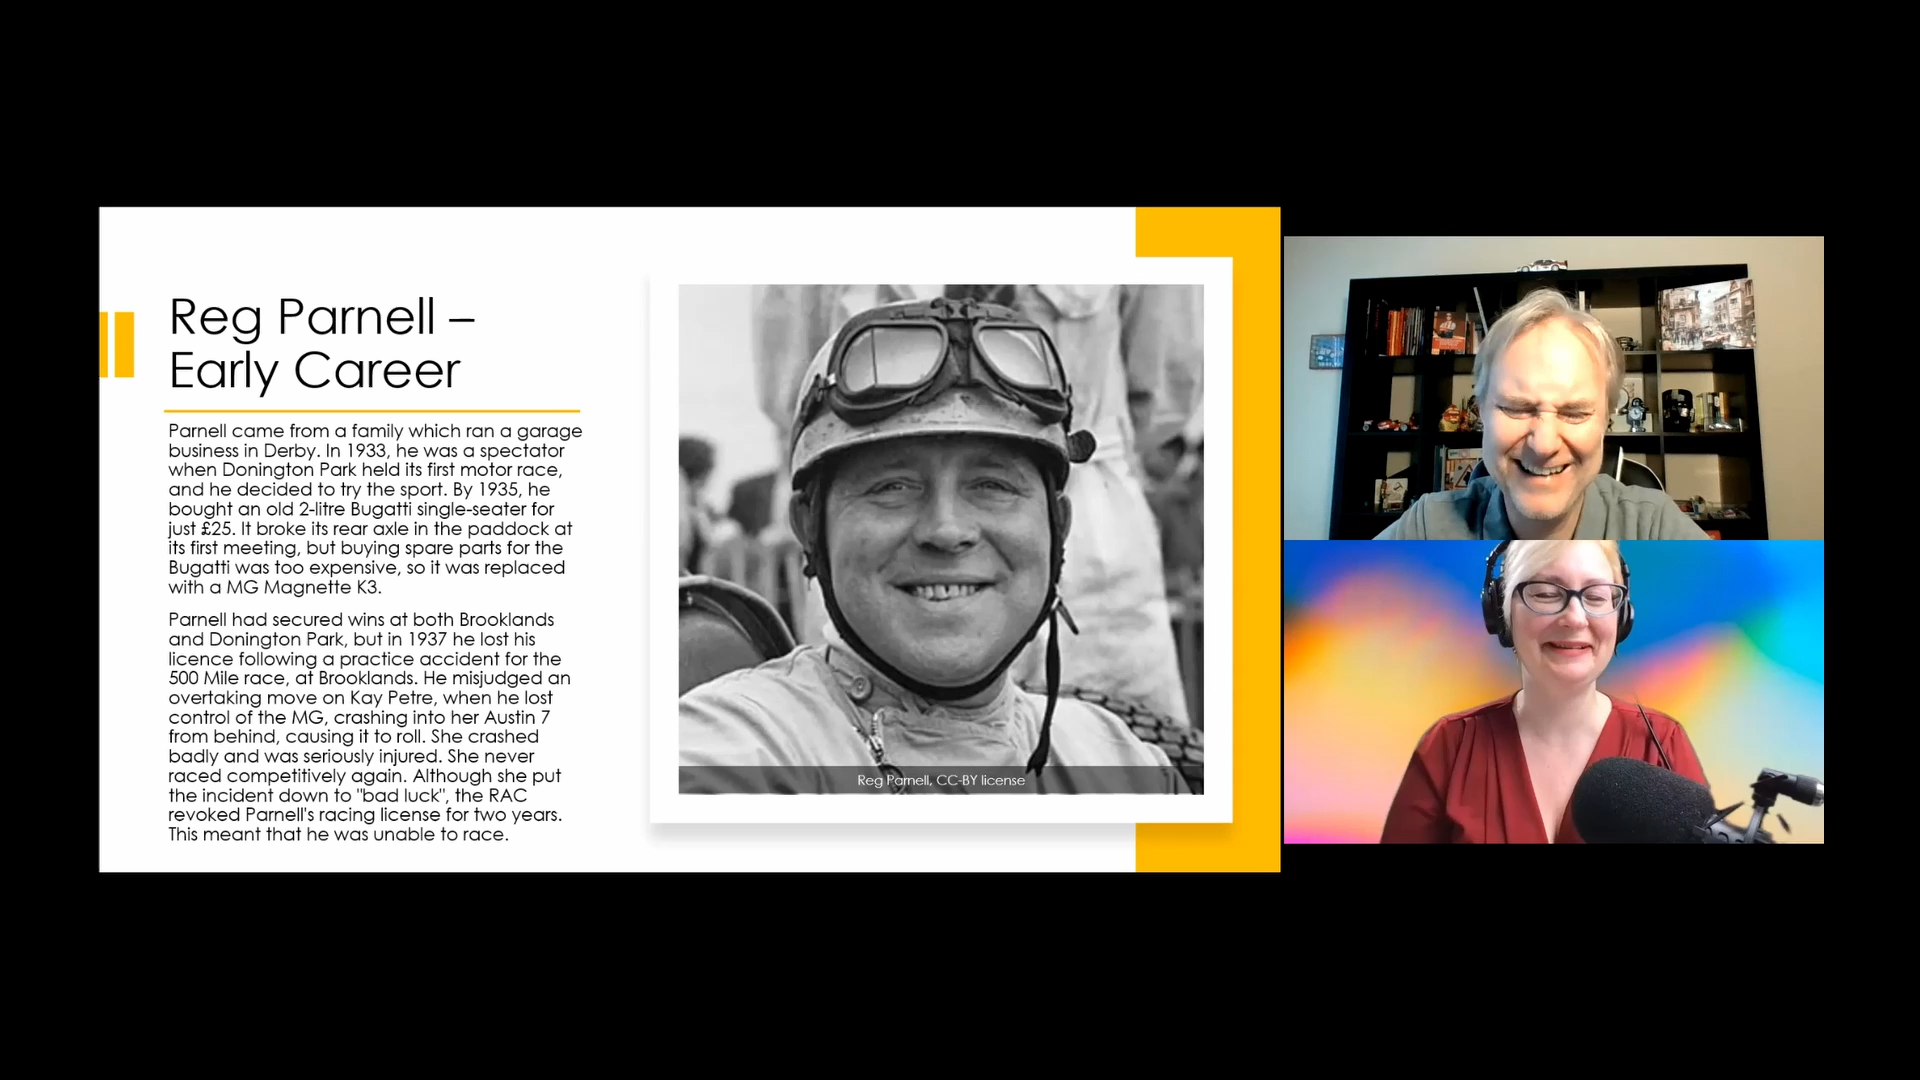 Reg Parnell –
Early Career
Parnell came from a family which ran a garage
business in Derby. In 1933, he was a spectator
when Donington Park held its first motor race,
and he decided to try the sport. By 1935, he
bought an old 2-litre Bugatti single-seater for
just £25. It broke its rear axle in the paddock at
its first meeting, but buying spare parts for the
Bugatti was too expensive, so it was replaced
with a MG Magnette K3.
Parnell had secured wins at both Brooklands
and Donington Park, but in 1937 he lost his
licence following a practice accident for the
500 Mile race, at Brooklands. He misjudged an
overtaking move on Kay Petre, when he lost
control of the MG, crashing into her Austin 7
from behind, causing it to roll. She crashed
badly and was seriously injured. She never
raced competitively again. Although she put
the incident down to "bad luck", the RAC
revoked Parnell's racing license for two years.
This meant that he was unable to race.
Reg Parnell, CC-BY license